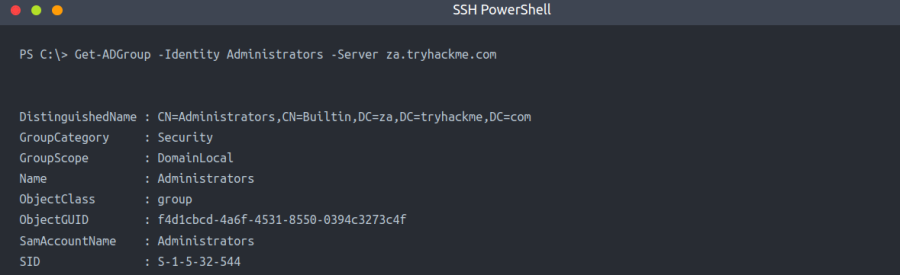 SSH PowerShell
PS C:\> Get-ADGroup -Identity Administrators -Server za.tryhackme.com
DistinguishedName : CN=Administrators,CN=Builtin,DC=za,DC=tryhackme,DC=com
GroupCategory     : Security
GroupScope        : DomainLocal
Name              : Administrators
ObjectClass       : group
ObjectGUID        : f4d1cbcd-4a6f-4531-8550-0394c3273c4f
SamAccountName    : Administrators
SID               : S-1-5-32-544